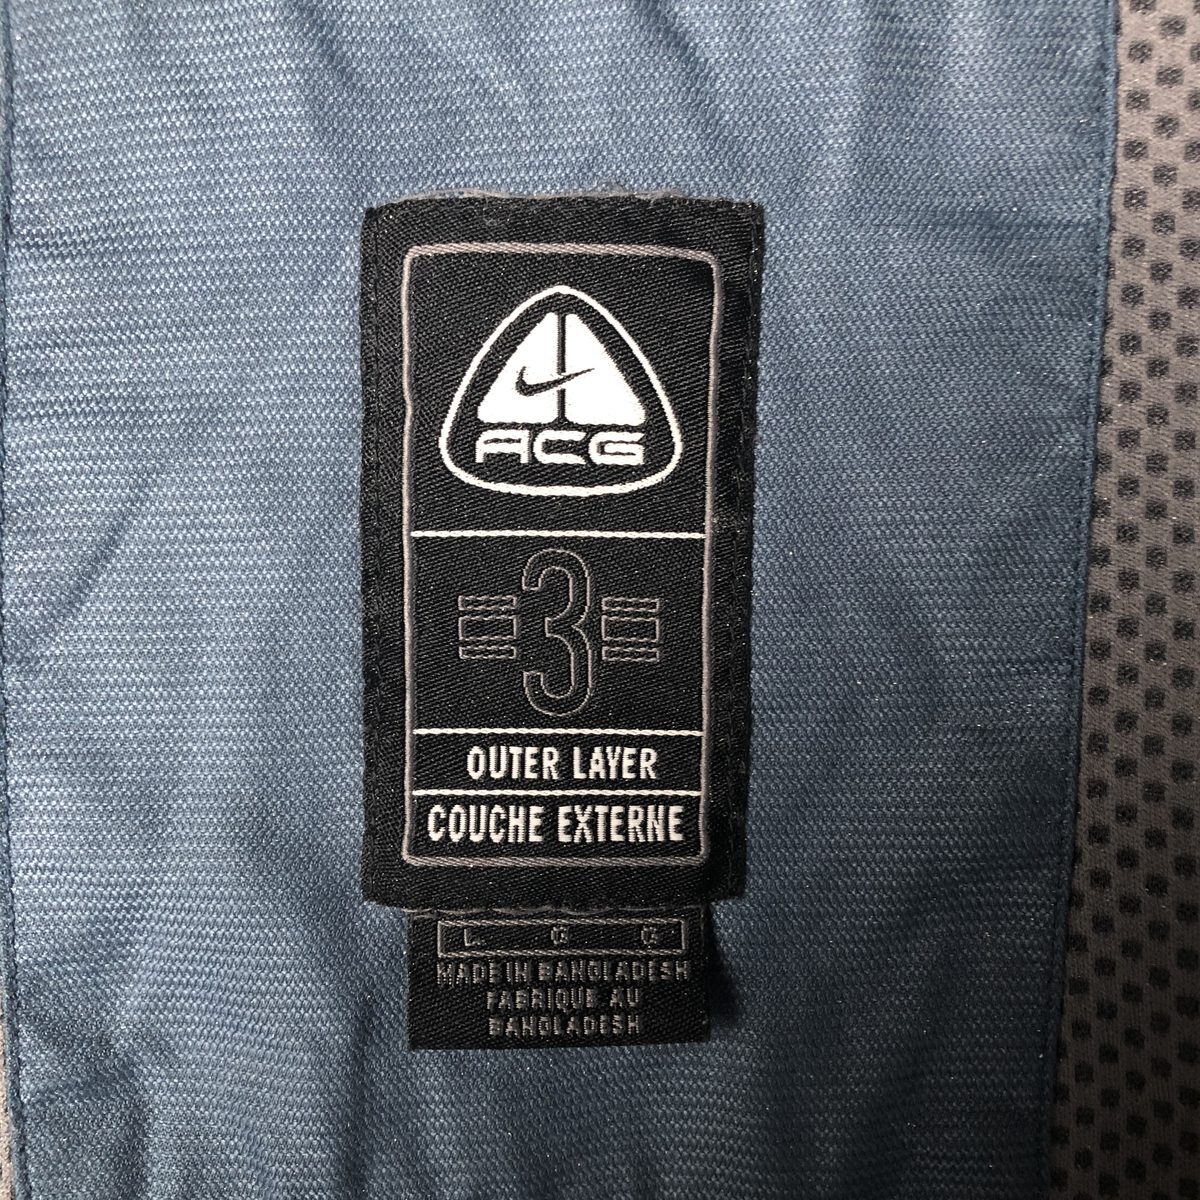 ACG
3
OUTER LAYER
COUCHE EXTERNE
L G G
MADE IN BANGLADESH
FABRIQUE AU
BANGLADESH